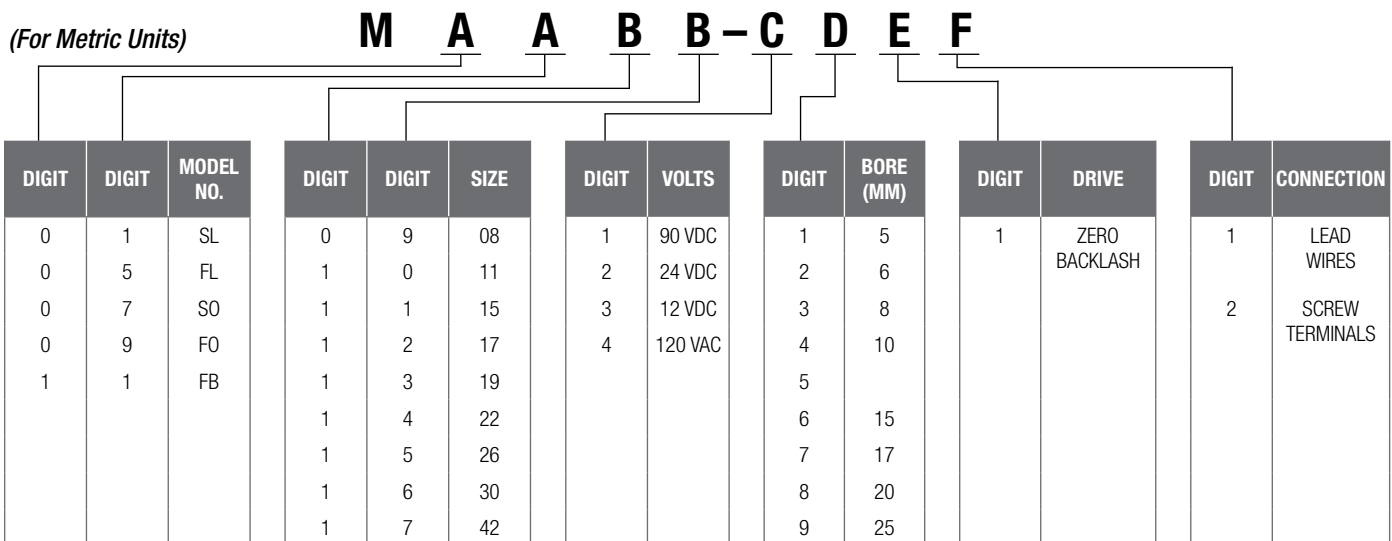 (For Metric Units)
M A A B B – C D E F
DIGIT DIGIT MODEL NO.
0 1 SL
0 5 FL
0 7 SO
0 9 FO
1 1 FB
DIGIT DIGIT SIZE
0 9 08
1 0 11
1 1 15
1 2 17
1 3 19
1 4 22
1 5 26
1 6 30
1 7 42
DIGIT VOLTS
1 90 VDC
2 24 VDC
3 12 VDC
4 120 VAC
DIGIT BORE (MM)
1 5
2 6
3 8
4 10
5
6 15
7 17
8 20
9 25
DIGIT DRIVE
1 ZERO
BACKLASH
DIGIT CONNECTION
1 LEAD
WIRES
2 SCREW
TERMINALS